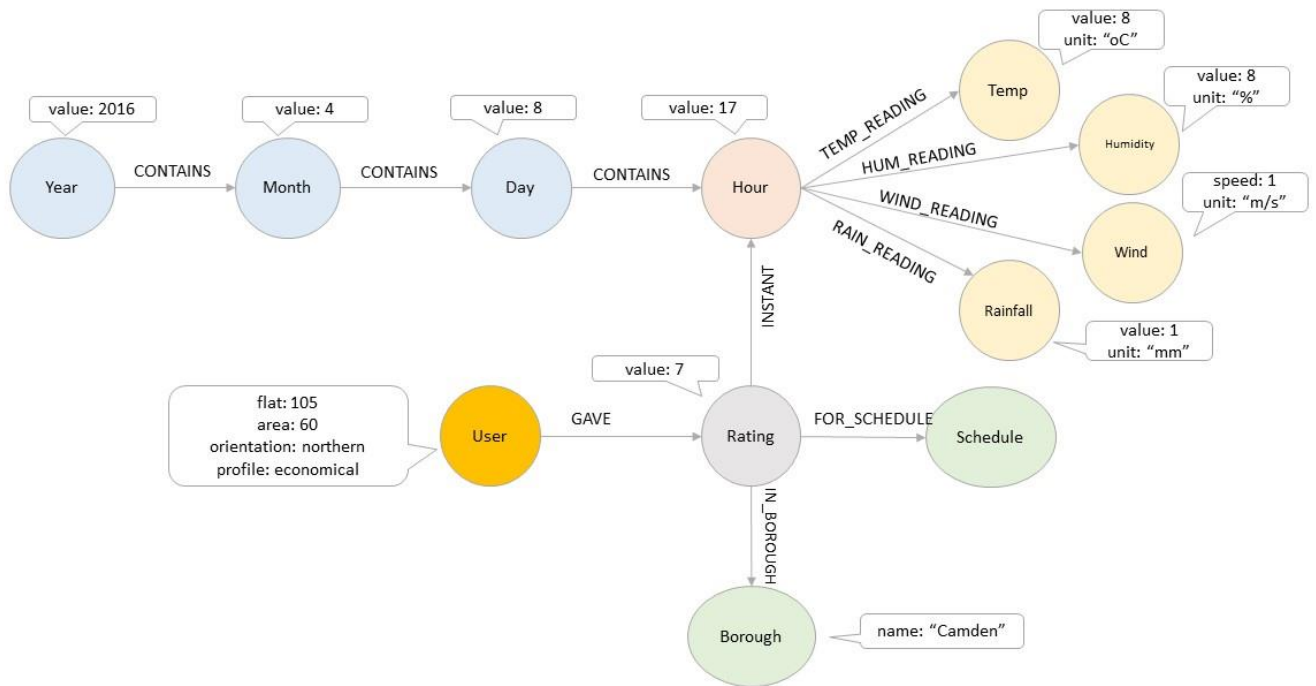 value: 8
unit: “oC”
Temp
value: 8
unit: “%”
Humidity
value: 2016
value: 4
value: 8
value: 17
TEMP_READING
HUM_READING
Year
CONTAINS
Month
CONTAINS
Day
CONTAINS
Hour
WIND_READING
RAIN_READING
speed: 1
unit: “m/s”
Wind
Rainfall
value: 1
unit: “mm”
INSTANT
value: 7
flat: 105
area: 60
orientation: northern
profile: economical
User
GAVE
Rating
FOR_SCHEDULE
Schedule
IN_BOROUGH
Borough
name: “Camden”